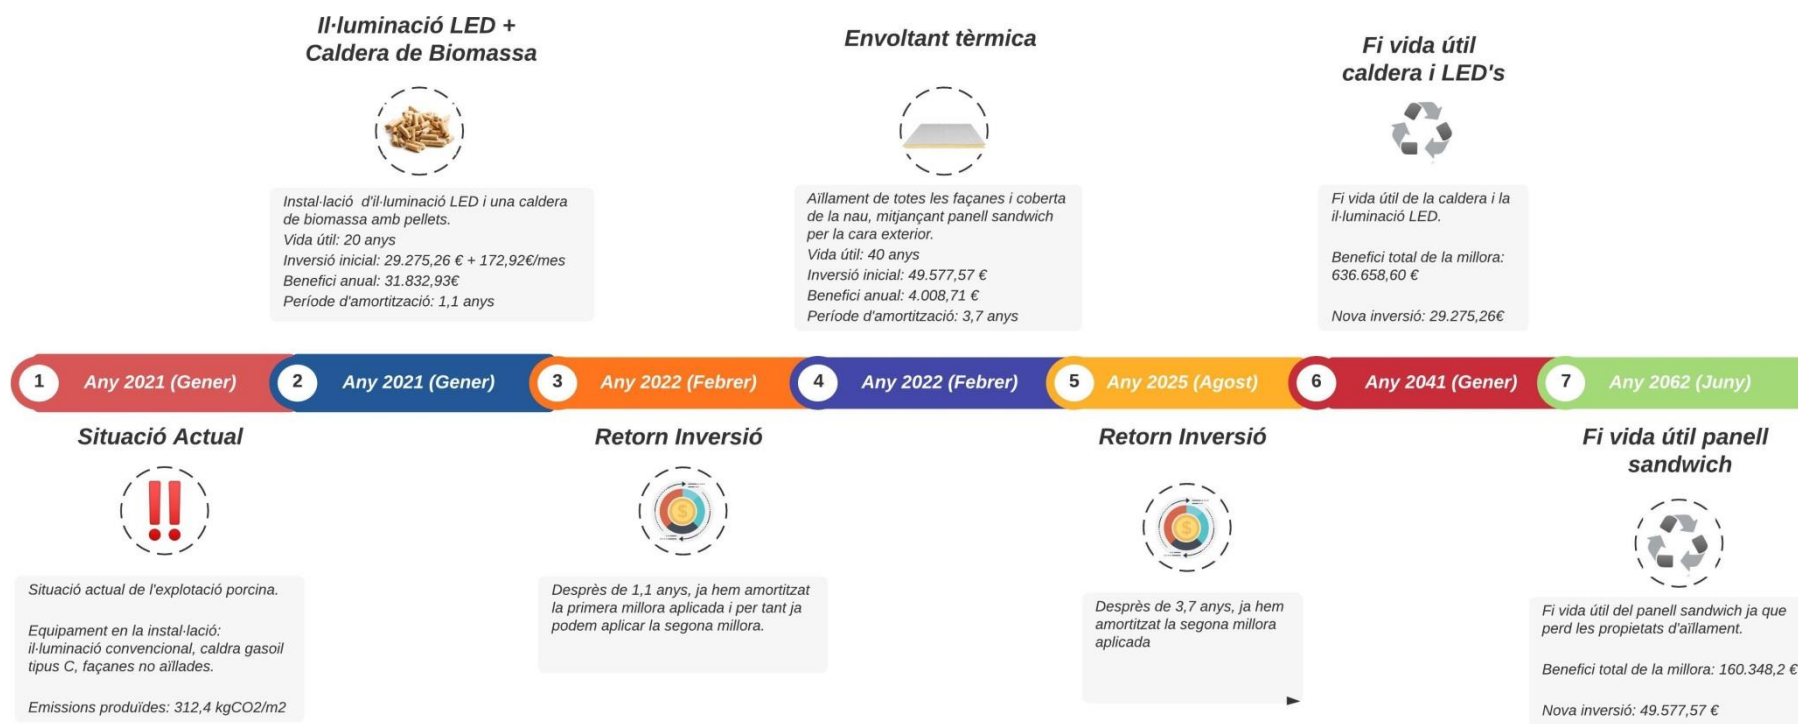 Il·luminació LED +
Caldera de Biomassa
Instal·lació  d'il·luminació LED i una caldera
de biomassa amb pellets.
Vida útil: 20 anys
Inversió inicial: 29.275,26 € + 172,92€/mes
Benefici anual: 31.832,93€
Període d'amortització: 1,1 anys
Envoltant tèrmica
Aïllament de totes les façanes i coberta
de la nau, mitjançant panell sandwich
per la cara exterior.
Vida útil: 40 anys
Inversió inicial: 49.577,57 €
Benefici anual: 4.008,71 €
Període d'amortització: 3,7 anys
Fi vida útil
caldera i LED's
Fi vida útil de la caldera i la
il·luminació LED.
Benefici total de la millora:
636.658,60 €
Nova inversió: 29.275,26€
1 Any 2021 (Gener) 2 Any 2021 (Gener) 3 Any 2022 (Febrer) 4 Any 2022 (Febrer) 5 Any 2025 (Agost) 6 Any 2041 (Gener) 7 Any 2062 (Juny)
Situació Actual
Situació actual de l'explotació porcina.
Equipament en la instal·lació:
il·luminació convencional, caldra gasoil
tipus C, façanes no aïllades.
Emissions produïdes: 312,4 kgCO2/m2
Retorn Inversió
Desprès de 1,1 anys, ja hem amortitzat
la primera millora aplicada i per tant ja
podem aplicar la segona millora.
Retorn Inversió
Desprès de 3,7 anys, ja hem
amortitzat la segona millora
aplicada
Fi vida útil panell
sandwich
Fi vida útil del panell sandwich ja que
perd les propietats d'aïllament.
Benefici total de la millora: 160.348,2 €
Nova inversió: 49.577,57 €